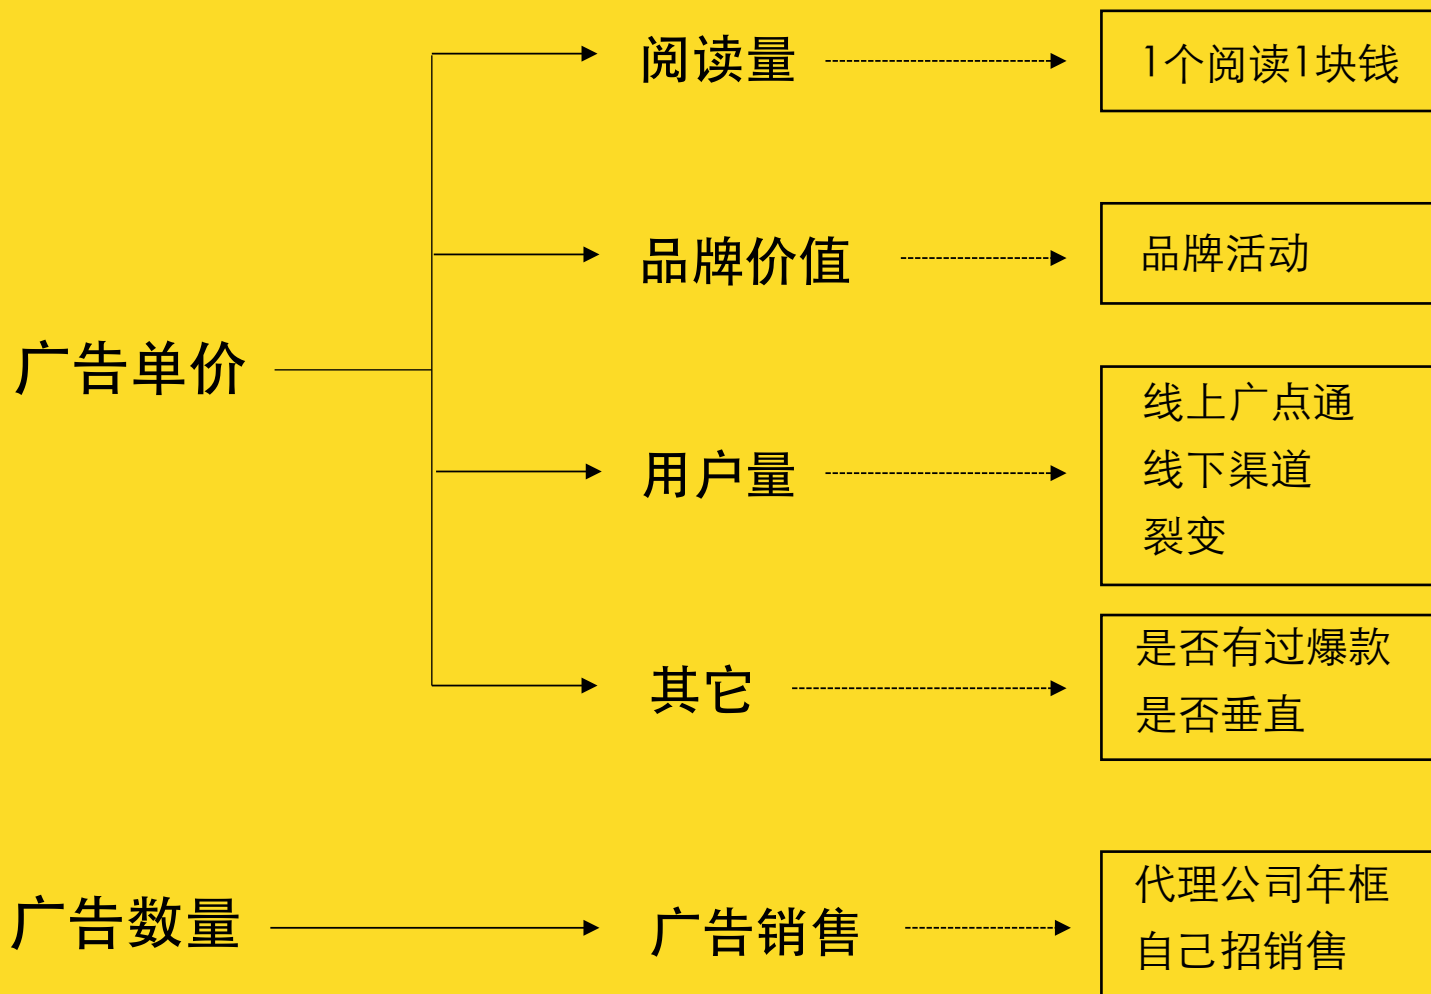 阅读量
1个阅读1块钱
品牌价值
品牌活动
广告单价
线上广点通
用户量
线下渠道
裂变
其它
是否有过爆款
是否垂直
广告数量
广告销售
代理公司年框
自己招销售